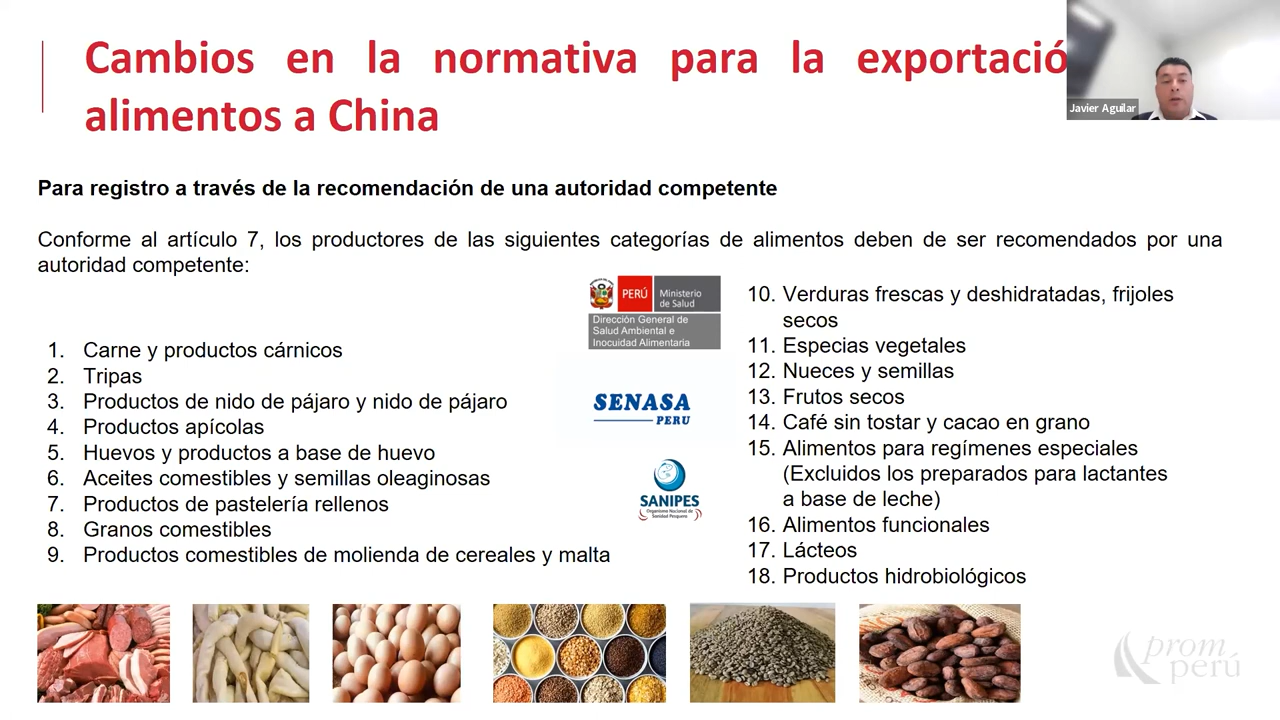 Cambios en la normativa para la exportació
alimentos a China
Javier Aguilar
Para registro a través de la recomendación de una autoridad competente
Conforme al artículo 7, los productores de las siguientes categorías de alimentos deben de ser recomendados por una
autoridad competente:
1. Carne y productos cárnicos
2. Tripas
3. Productos de nido de pájaro y nido de pájaro
4. Productos apícolas
5. Huevos y productos a base de huevo
6. Aceites comestibles y semillas oleaginosas
7. Productos de pastelería rellenos
8. Granos comestibles
9. Productos comestibles de molienda de cereales y malta
PERÚ
Ministerio
de Salud
Dirección General de
Salud Ambiental e
Inocuidad Alimentaria
SENASA
PERU
SANIPES
Organismo Nacional de
Sanidad Pesquera
10. Verduras frescas y deshidratadas, frijoles
secos
11. Especias vegetales
12. Nueces y semillas
13. Frutos secos
14. Café sin tostar y cacao en grano
15. Alimentos para regímenes especiales
(Excluidos los preparados para lactantes
a base de leche)
16. Alimentos funcionales
17. Lácteos
18. Productos hidrobiológicos
prom
perú